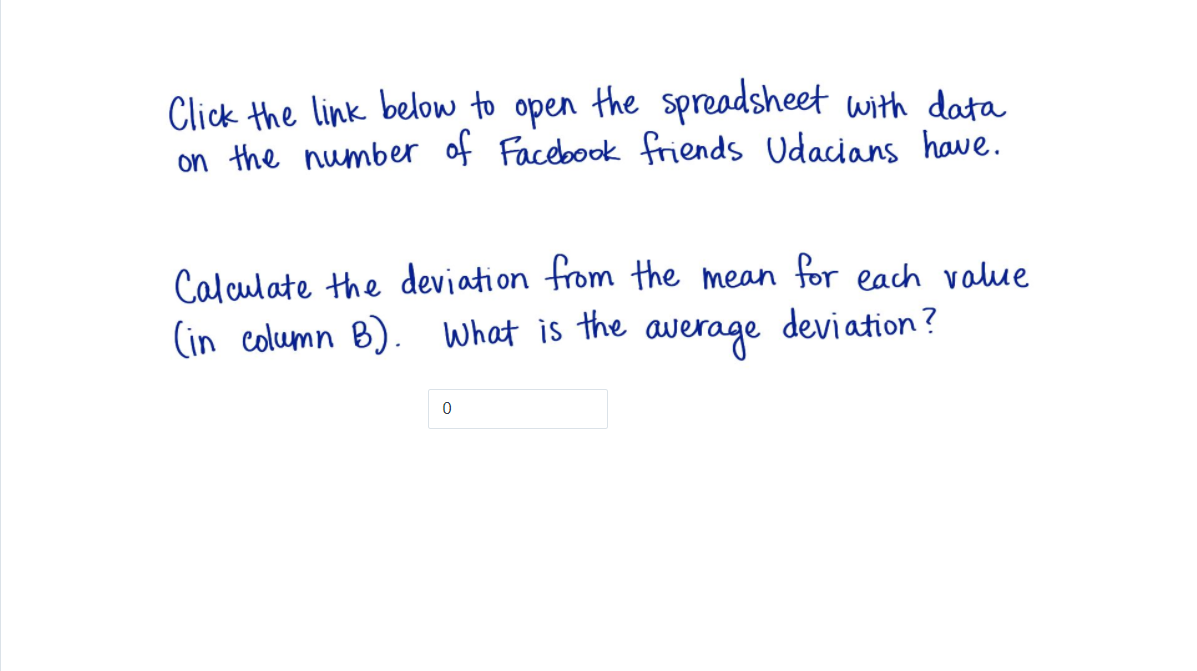 Click the link below to open the spreadsheet with data
on the number of Facebook friends Udacians have.
Calculate the deviation from the mean for each value
(in column B). What is the average deviation?
0